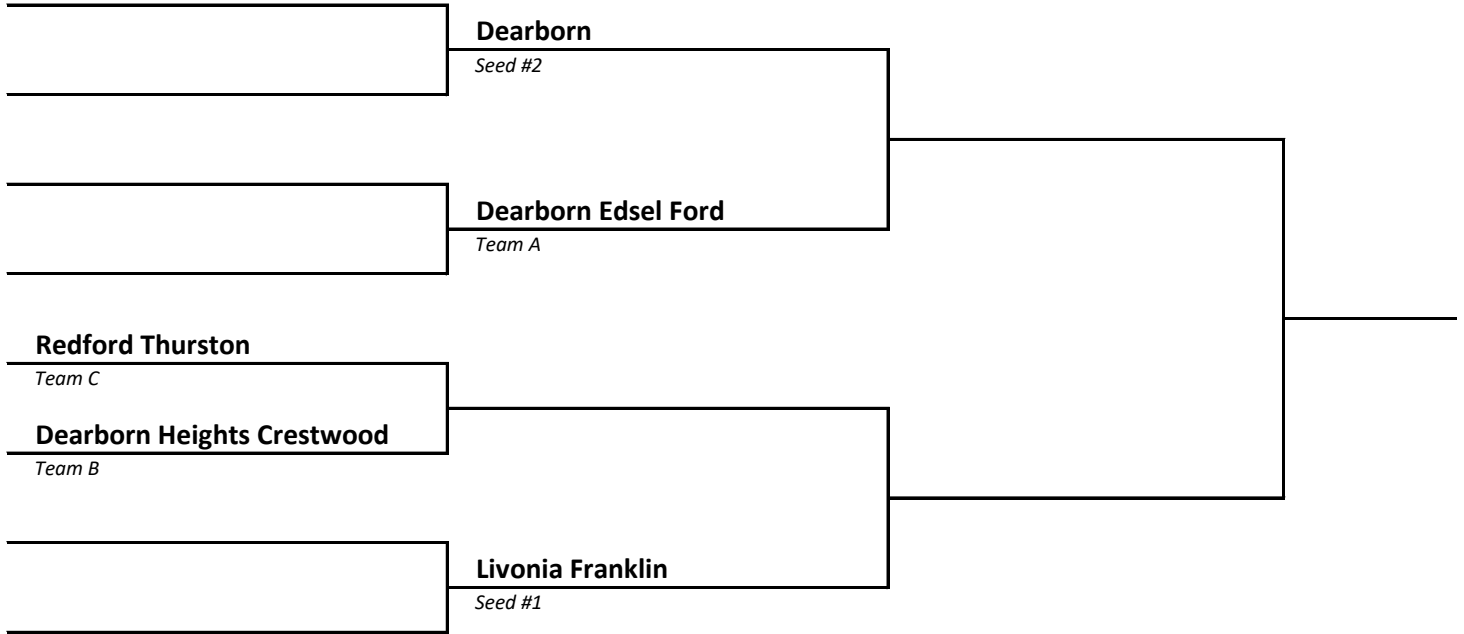 Dearborn
Seed #2
Dearborn Edsel Ford
Team A
Redford Thurston
Team C
Dearborn Heights Crestwood
Team B
Livonia Franklin
Seed #1